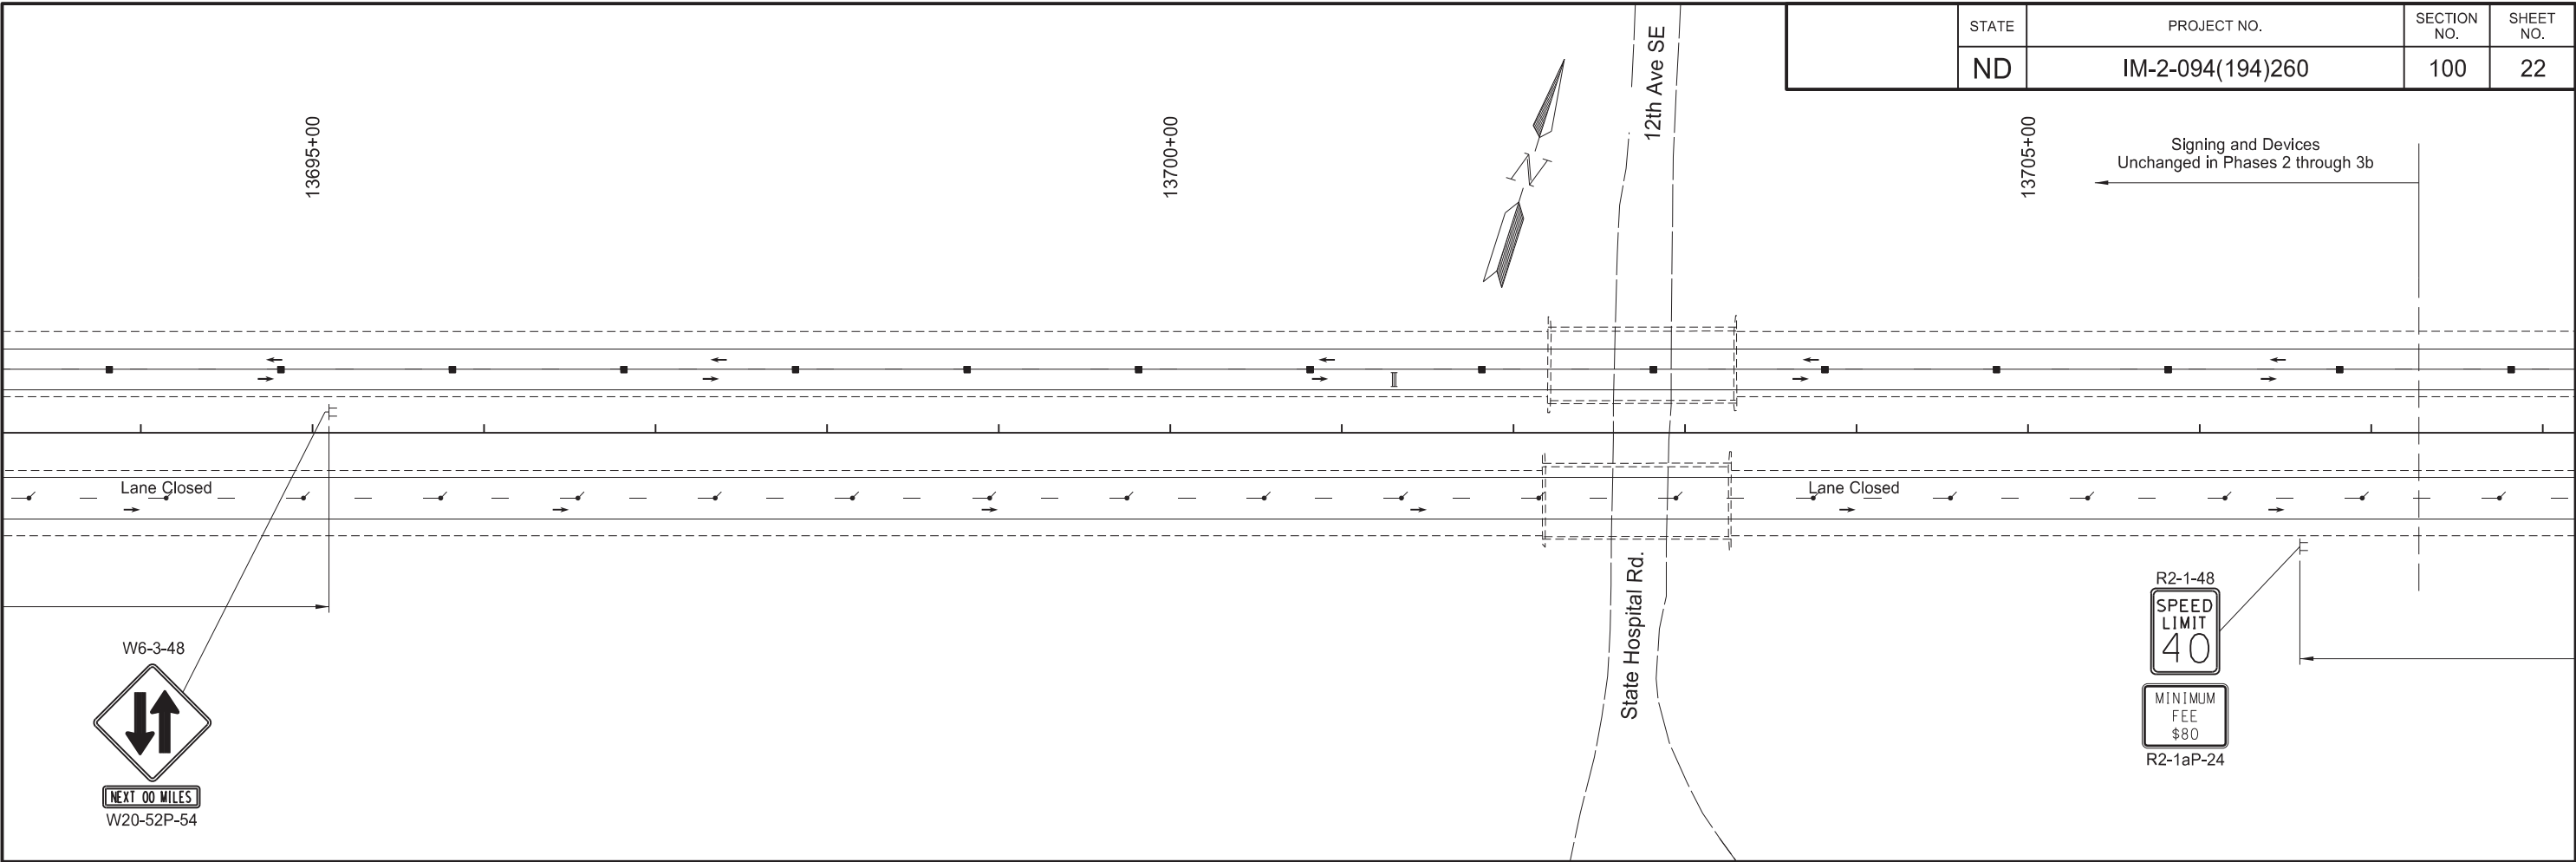 STATE
PROJECT NO.
SECTION NO.
SHEET NO.
ND
IM-2-094(194)260
100
22
13695+00
13700+00
N
12th Ave SE
13705+00
Signing and Devices
Unchanged in Phases 2 through 3b
Lane Closed
Lane Closed
State Hospital Rd.
W6-3-48
NEXT 00 MILES
W20-52P-54
R2-1-48
SPEED
LIMIT
40
MINIMUM
FEE
$80
R2-1aP-24